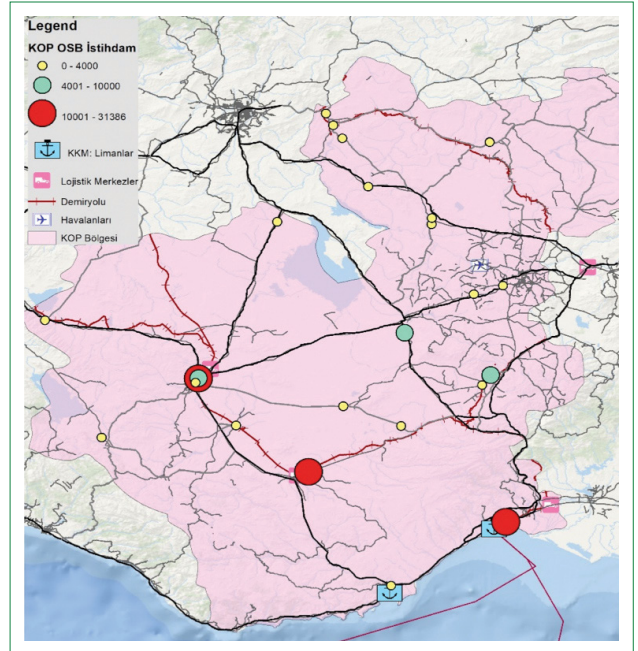 Legend
KOP OSB İstihdam
0 - 4000
4001 - 10000
10001 - 31386
KKM: Limanlar
Lojistik Merkezler
Demiryolu
Havalanları
KOP Bölgesi